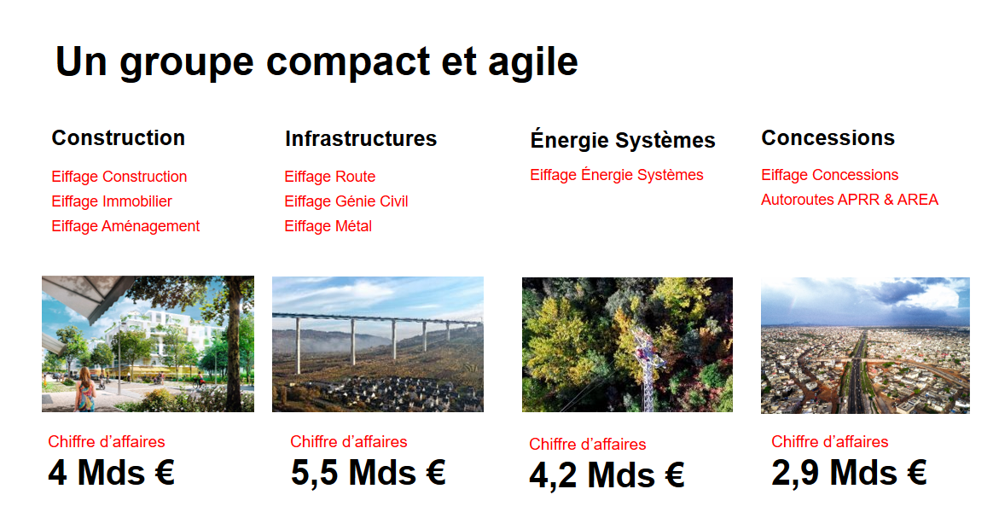 Un groupe compact et agile
Construction
Eiffage Construction
Eiffage Immobilier
Eiffage Aménagement
Infrastructures
Eiffage Route
Eiffage Génie Civil
Eiffage Métal
Énergie Systèmes
Eiffage Énergie Systèmes
Concessions
Eiffage Concessions
Autoroutes APRR & AREA
Chiffre d’affaires
4 Mds €
Chiffre d’affaires
5,5 Mds €
Chiffre d’affaires
4,2 Mds €
Chiffre d’affaires
2,9 Mds €